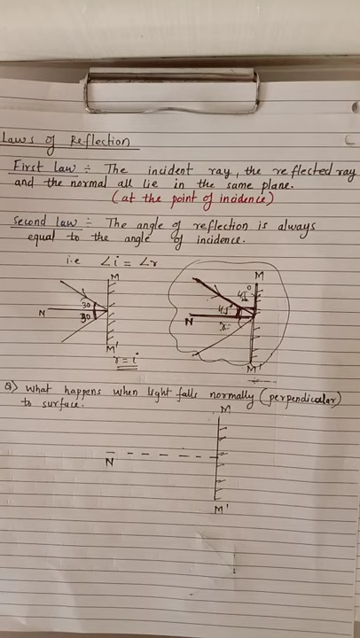 Laws of Reflection
First Law :- The incident ray, the reflected ray
and the normal all lie in the same plane.
(at the point of incidence)
Second law :- The angle of reflection is always
equal to the angle of incidence.
i.e ∠i = ∠r
M
i
30
N
30
M'
r = i
M
45°
45°
N
M'
Q) What happens when light falls normally (perpendicular)
to surface.
M
N
M'